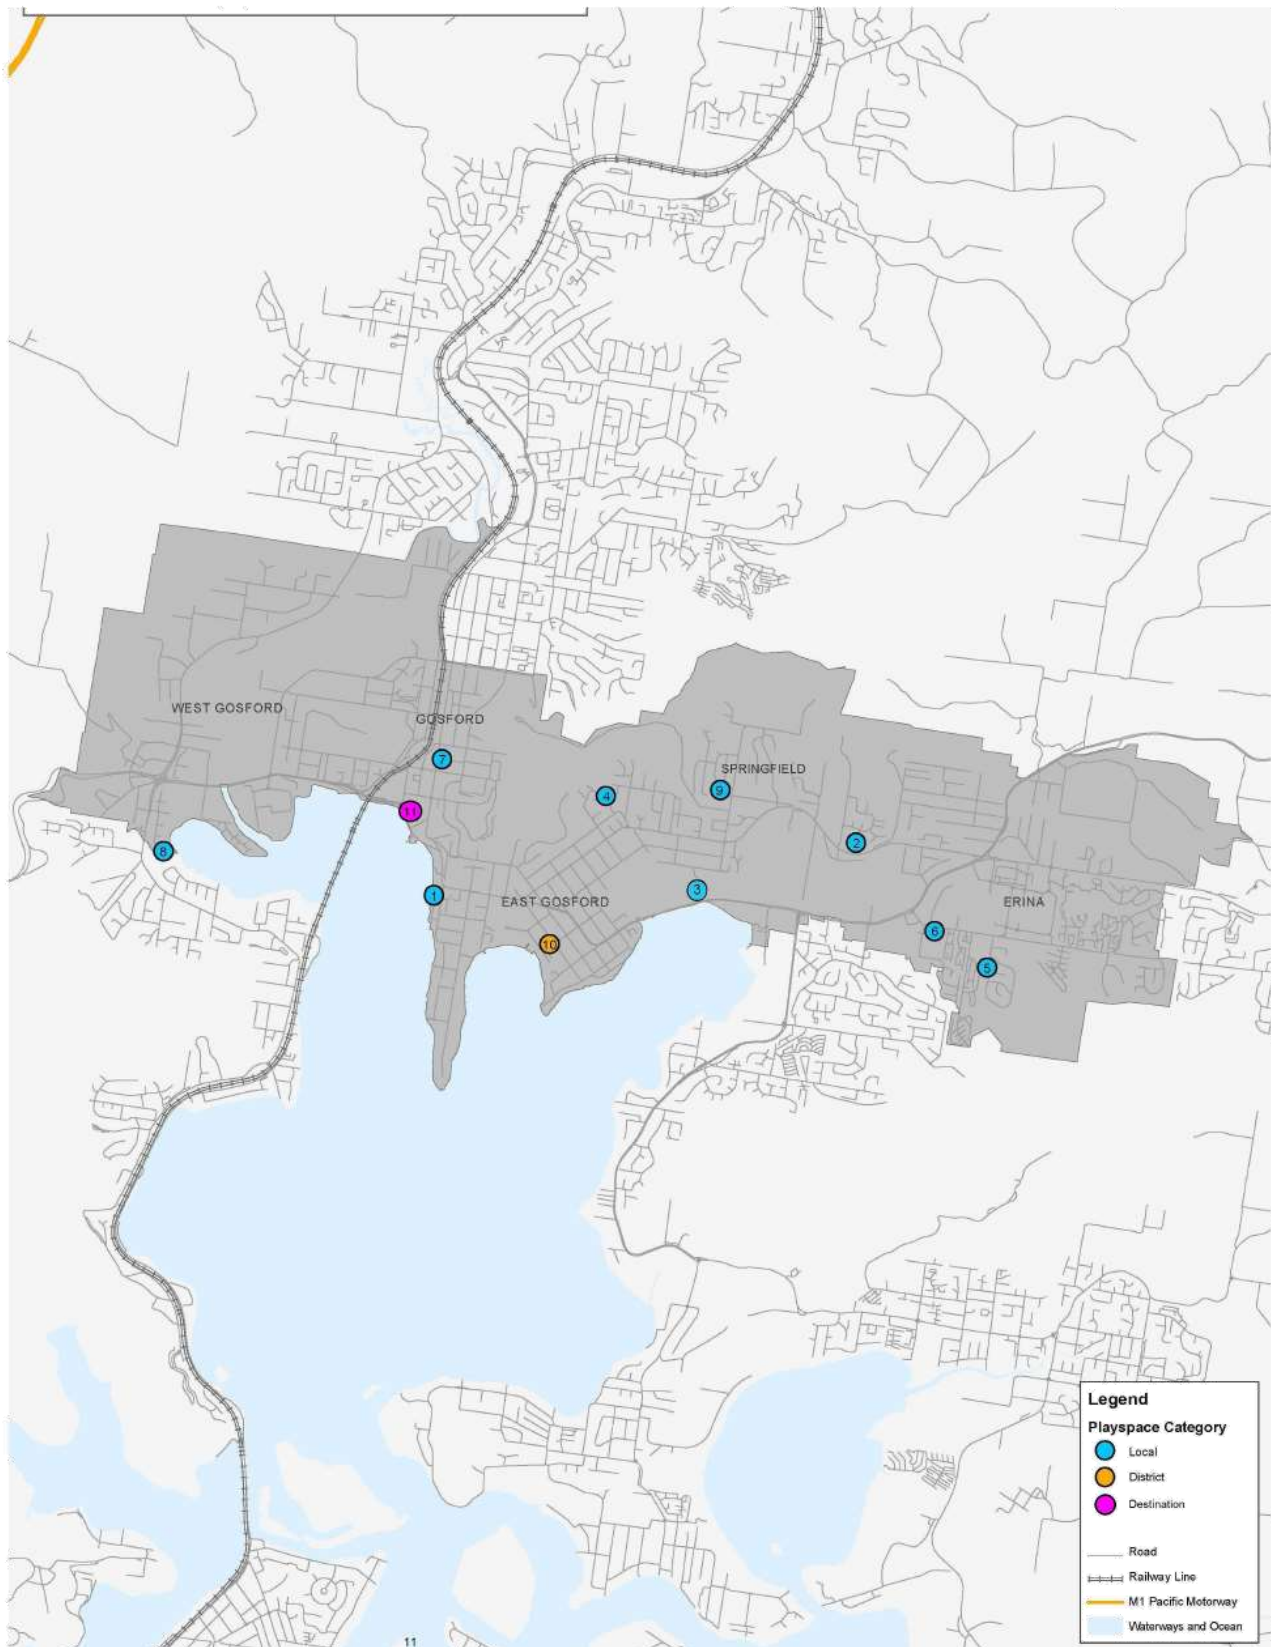 WEST GOSFORD
GOSFORD
7
SPRINGFIELD
4
9
11
2
8
1
3
EAST GOSFORD
ERINA
6
10
5
Legend
Playspace Category
Local
District
Destination
Road
Railway Line
M1 Pacific Motorway
Waterways and Ocean
11